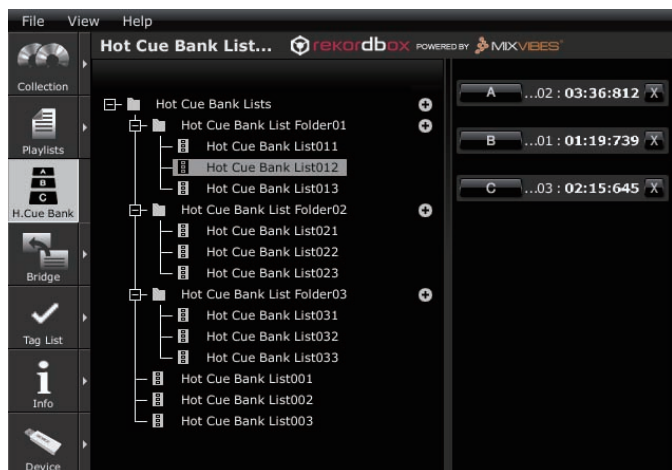 File View Help
Hot Cue Bank List... rekordbox POWERED BY MIXVIBES
Collection
Playlists
A
B
C
H.Cue Bank
Bridge
Tag List
i
Info
Device
Hot Cue Bank Lists
Hot Cue Bank List Folder01
Hot Cue Bank List011
Hot Cue Bank List012
Hot Cue Bank List013
Hot Cue Bank List Folder02
Hot Cue Bank List021
Hot Cue Bank List022
Hot Cue Bank List023
Hot Cue Bank List Folder03
Hot Cue Bank List031
Hot Cue Bank List032
Hot Cue Bank List033
Hot Cue Bank List001
Hot Cue Bank List002
Hot Cue Bank List003
A ...02 : 03:36:812 X
B ...01 : 01:19:739 X
C ...03 : 02:15:645 X